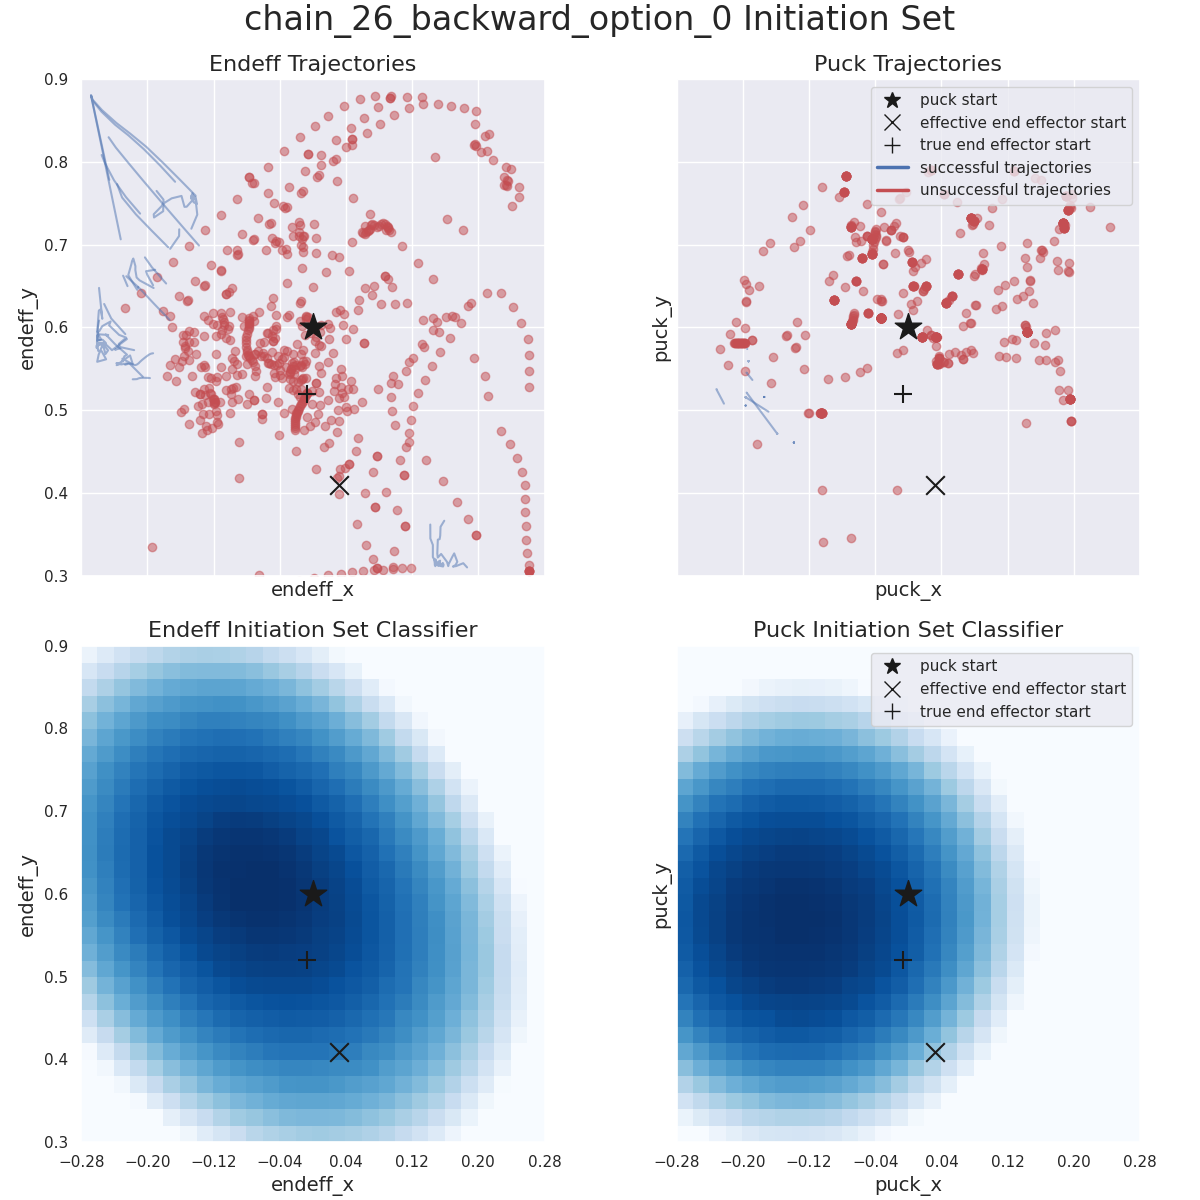 chain_26_backward_option_0 Initiation Set
Endeff Trajectories
Puck Trajectories
0.9
0.8
0.7
0.6
0.5
0.4
0.3
endeff_y
endeff_x
puck_y
puck_x
puck start
effective end effector start
true end effector start
successful trajectories
unsuccessful trajectories
Endeff Initiation Set Classifier
Puck Initiation Set Classifier
0.9
0.8
0.7
0.6
0.5
0.4
0.3
endeff_y
−0.28 −0.20 −0.12 −0.04 0.04 0.12 0.20 0.28
endeff_x
puck_y
puck start
effective end effector start
true end effector start
−0.28 −0.20 −0.12 −0.04 0.04 0.12 0.20 0.28
puck_x